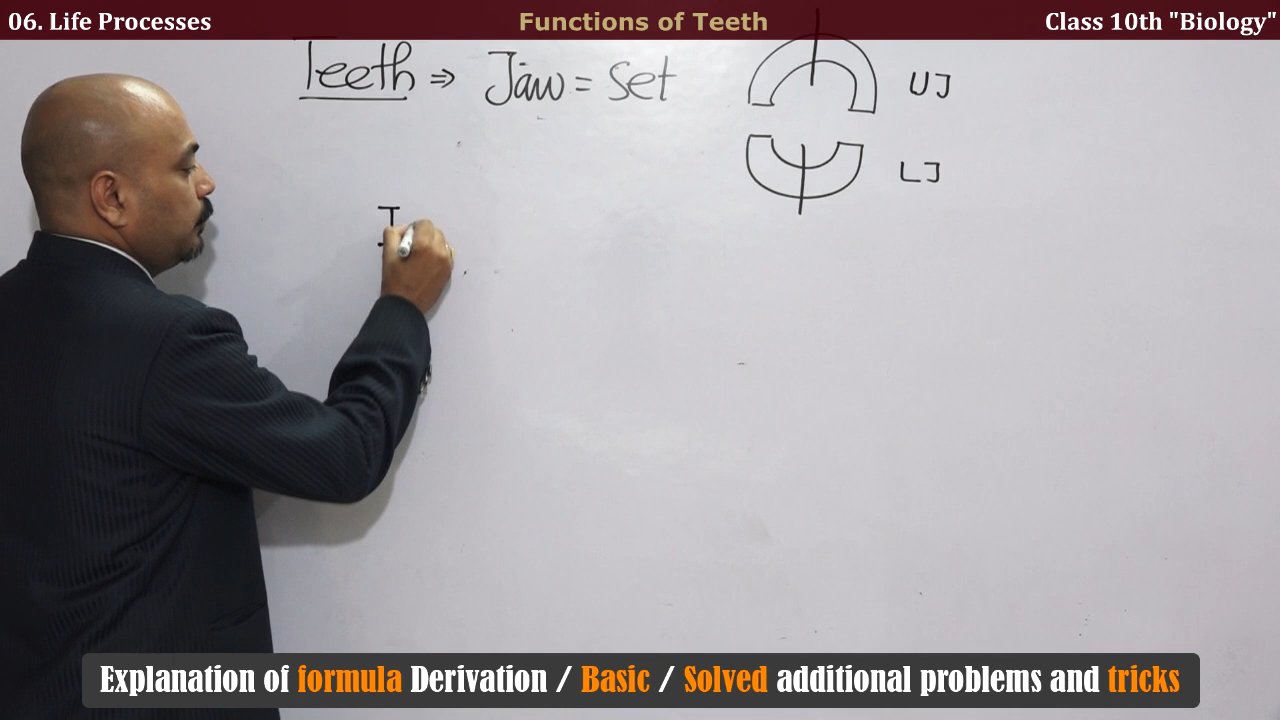 06. Life Processes
Functions of Teeth
Class 10th "Biology"
Teeth ⇒ Jaw = Set
UJ
LJ
I
Explanation of formula Derivation / Basic / Solved additional problems and tricks